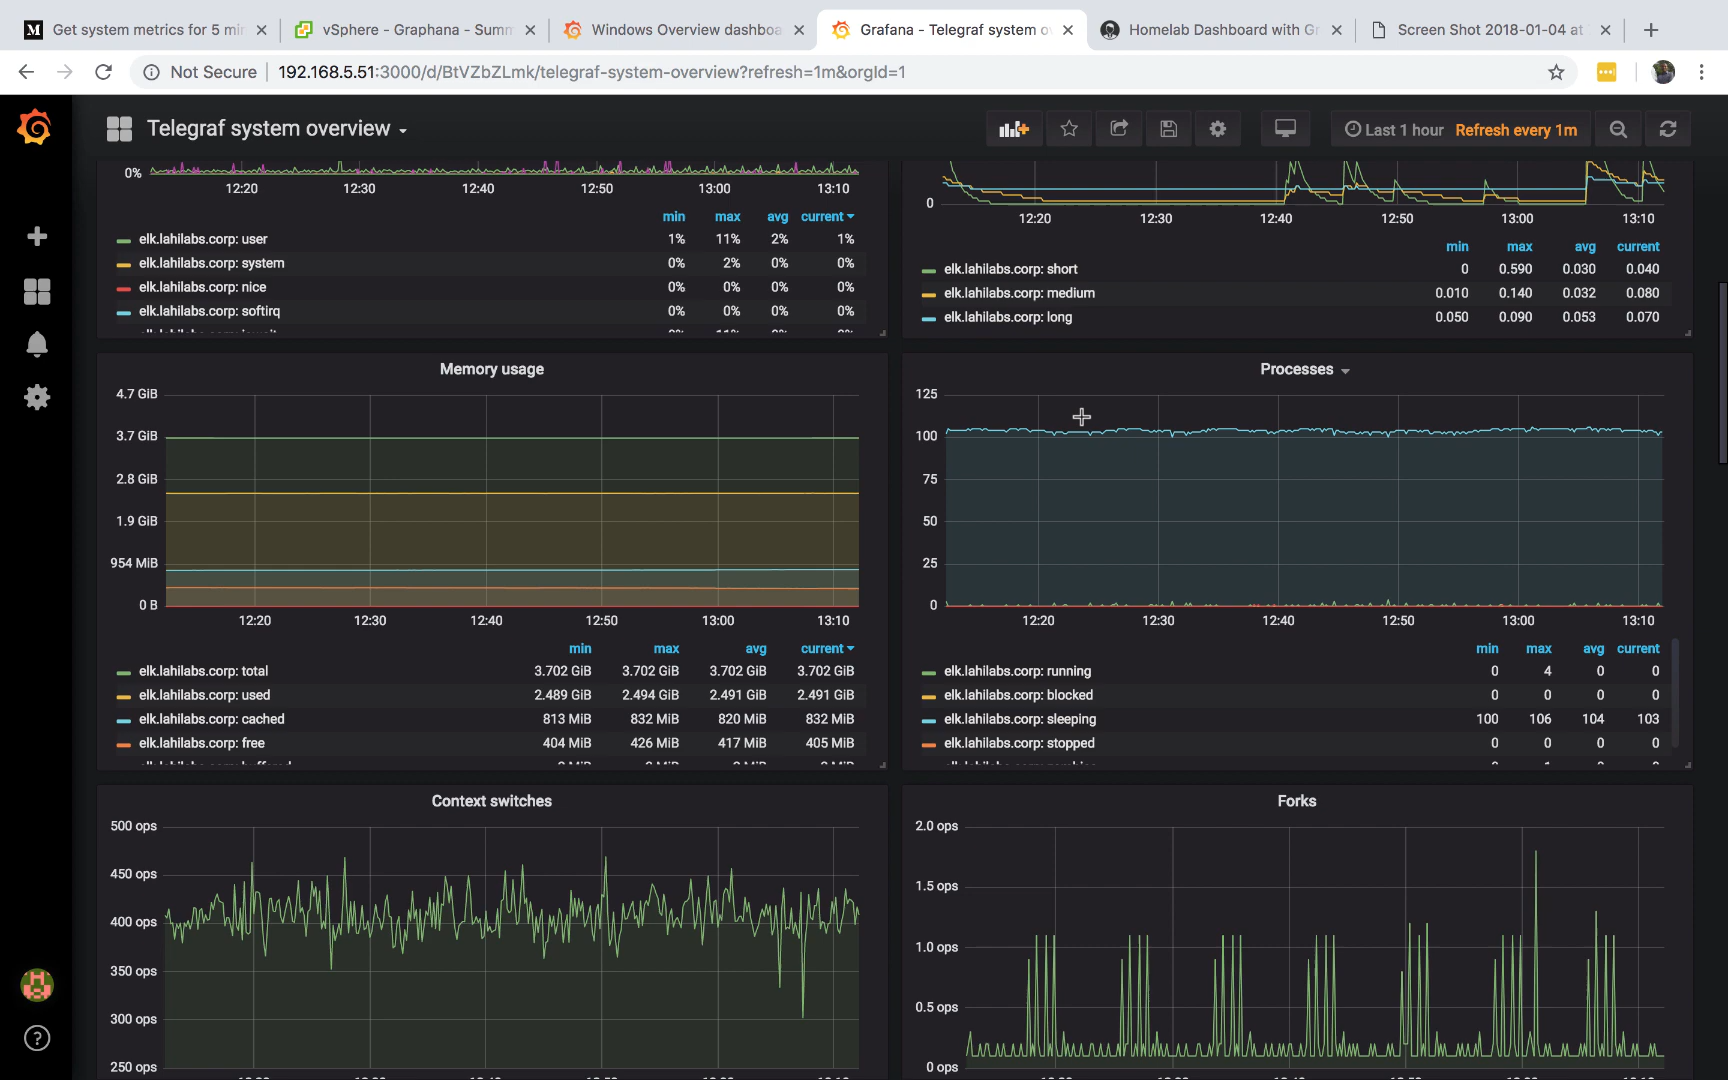 M Get system metrics for 5 min
vSphere - Graphana - Summ
Windows Overview dashboa
Grafana - Telegraf system o
Homelab Dashboard with Gr
Screen Shot 2018-01-04 at
Not Secure 192.168.5.51:3000/d/BtVZbZLmk/telegraf-system-overview?refresh=1m&orgId=1
Telegraf system overview
Last 1 hour Refresh every 1m
0%
12:20 12:30 12:40 12:50 13:00 13:10
min max avg current
elk.lahilabs.corp: user 1% 11% 2% 1%
elk.lahilabs.corp: system 0% 2% 0% 0%
elk.lahilabs.corp: nice 0% 0% 0% 0%
elk.lahilabs.corp: softirq 0% 0% 0% 0%
0
12:20 12:30 12:40 12:50 13:00 13:10
min max avg current
elk.lahilabs.corp: short 0 0.590 0.030 0.040
elk.lahilabs.corp: medium 0.010 0.140 0.032 0.080
elk.lahilabs.corp: long 0.050 0.090 0.053 0.070
Memory usage
4.7 GiB
3.7 GiB
2.8 GiB
1.9 GiB
954 MiB
0 B
12:20 12:30 12:40 12:50 13:00 13:10
min max avg current
elk.lahilabs.corp: total 3.702 GiB 3.702 GiB 3.702 GiB 3.702 GiB
elk.lahilabs.corp: used 2.489 GiB 2.494 GiB 2.491 GiB 2.491 GiB
elk.lahilabs.corp: cached 813 MiB 832 MiB 820 MiB 832 MiB
elk.lahilabs.corp: free 404 MiB 426 MiB 417 MiB 405 MiB
Processes
125
100
75
50
25
0
12:20 12:30 12:40 12:50 13:00 13:10
min max avg current
elk.lahilabs.corp: running 0 4 0 0
elk.lahilabs.corp: blocked 0 0 0 0
elk.lahilabs.corp: sleeping 100 106 104 103
elk.lahilabs.corp: stopped 0 0 0 0
Context switches
500 ops
450 ops
400 ops
350 ops
300 ops
250 ops
Forks
2.0 ops
1.5 ops
1.0 ops
0.5 ops
0 ops